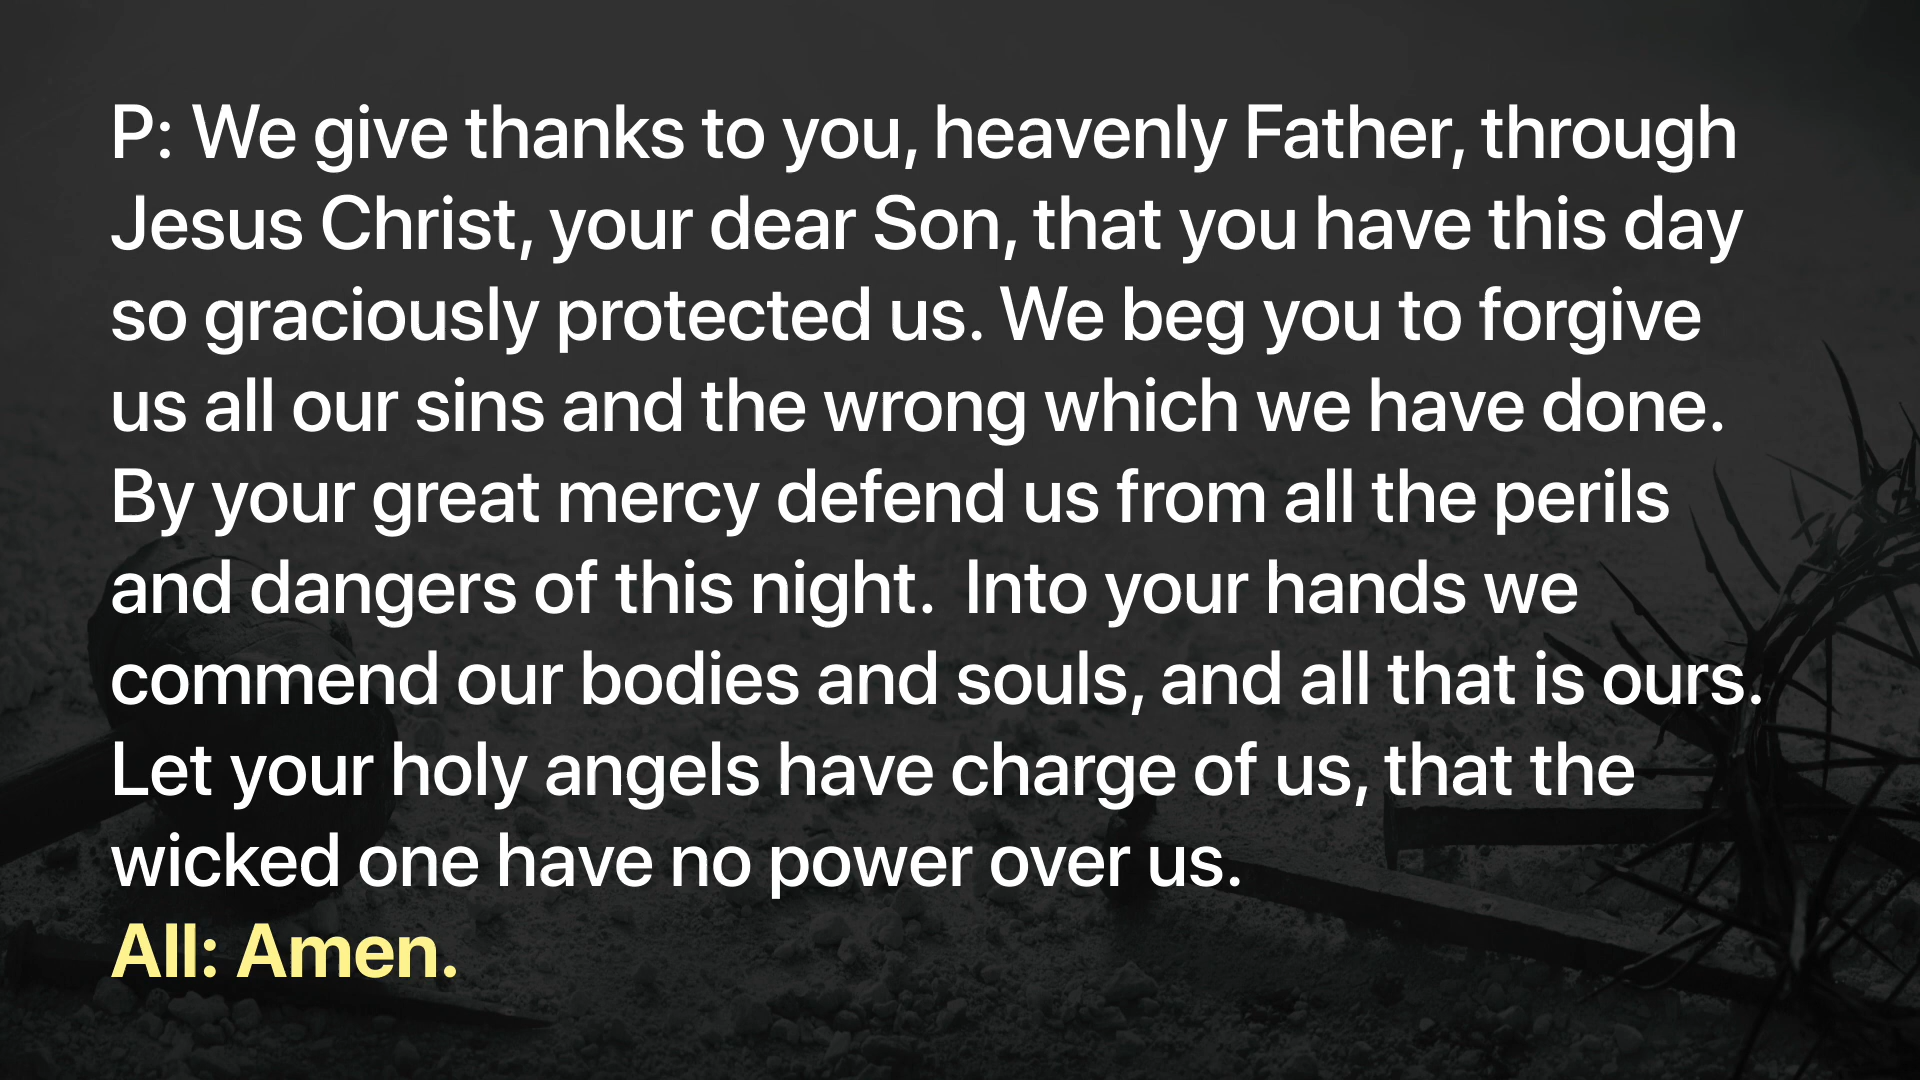 P: We give thanks to you, heavenly Father, through
Jesus Christ, your dear Son, that you have this day
so graciously protected us. We beg you to forgive
us all our sins and the wrong which we have done.
By your great mercy defend us from all the perils
and dangers of this night.  Into your hands we
commend our bodies and souls, and all that is ours.
Let your holy angels have charge of us, that the
wicked one have no power over us.
All: Amen.